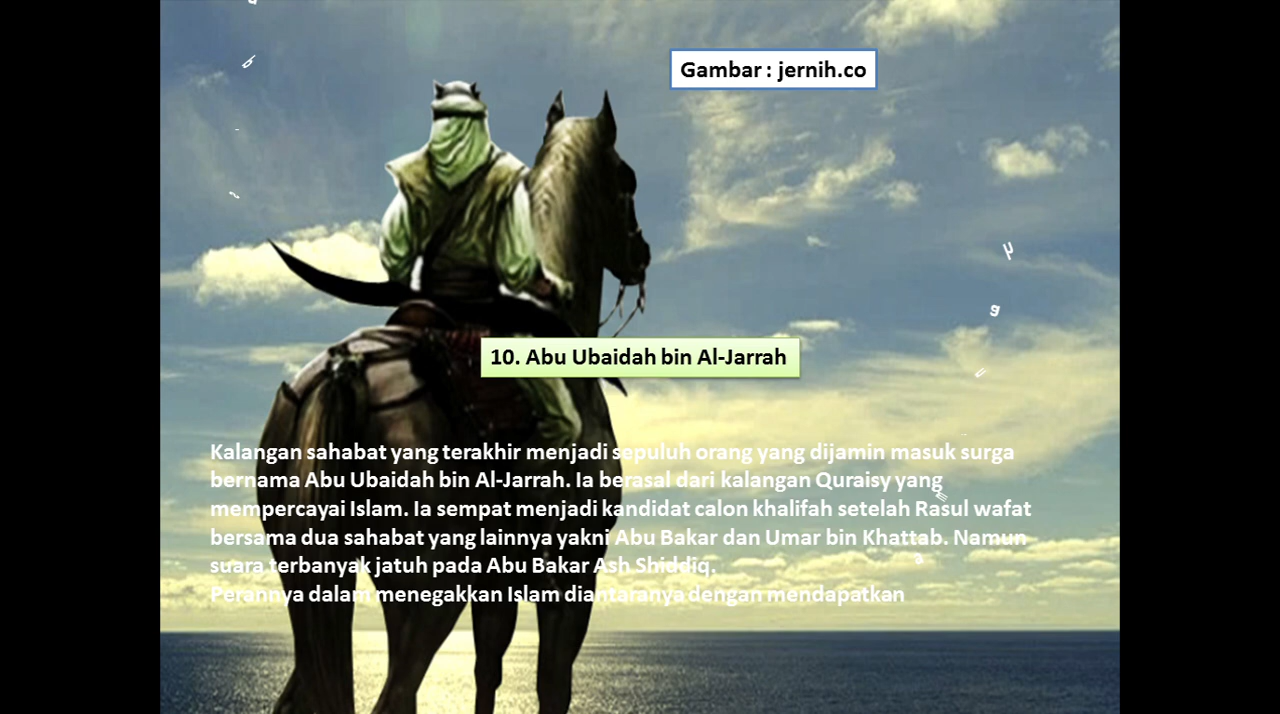 Gambar : jernih.co
10. Abu Ubaidah bin Al-Jarrah
Kalangan sahabat yang terakhir menjadi sepuluh orang yang dijamin masuk surga
bernama Abu Ubaidah bin Al-Jarrah. Ia berasal dari kalangan Quraisy yang
mempercayai Islam. Ia sempat menjadi kandidat calon khalifah setelah Rasul wafat
bersama dua sahabat yang lainnya yakni Abu Bakar dan Umar bin Khattab. Namun
suara terbanyak jatuh pada Abu Bakar Ash Shiddiq.
Perannya dalam menegakkan Islam diantaranya dengan mendapatkan